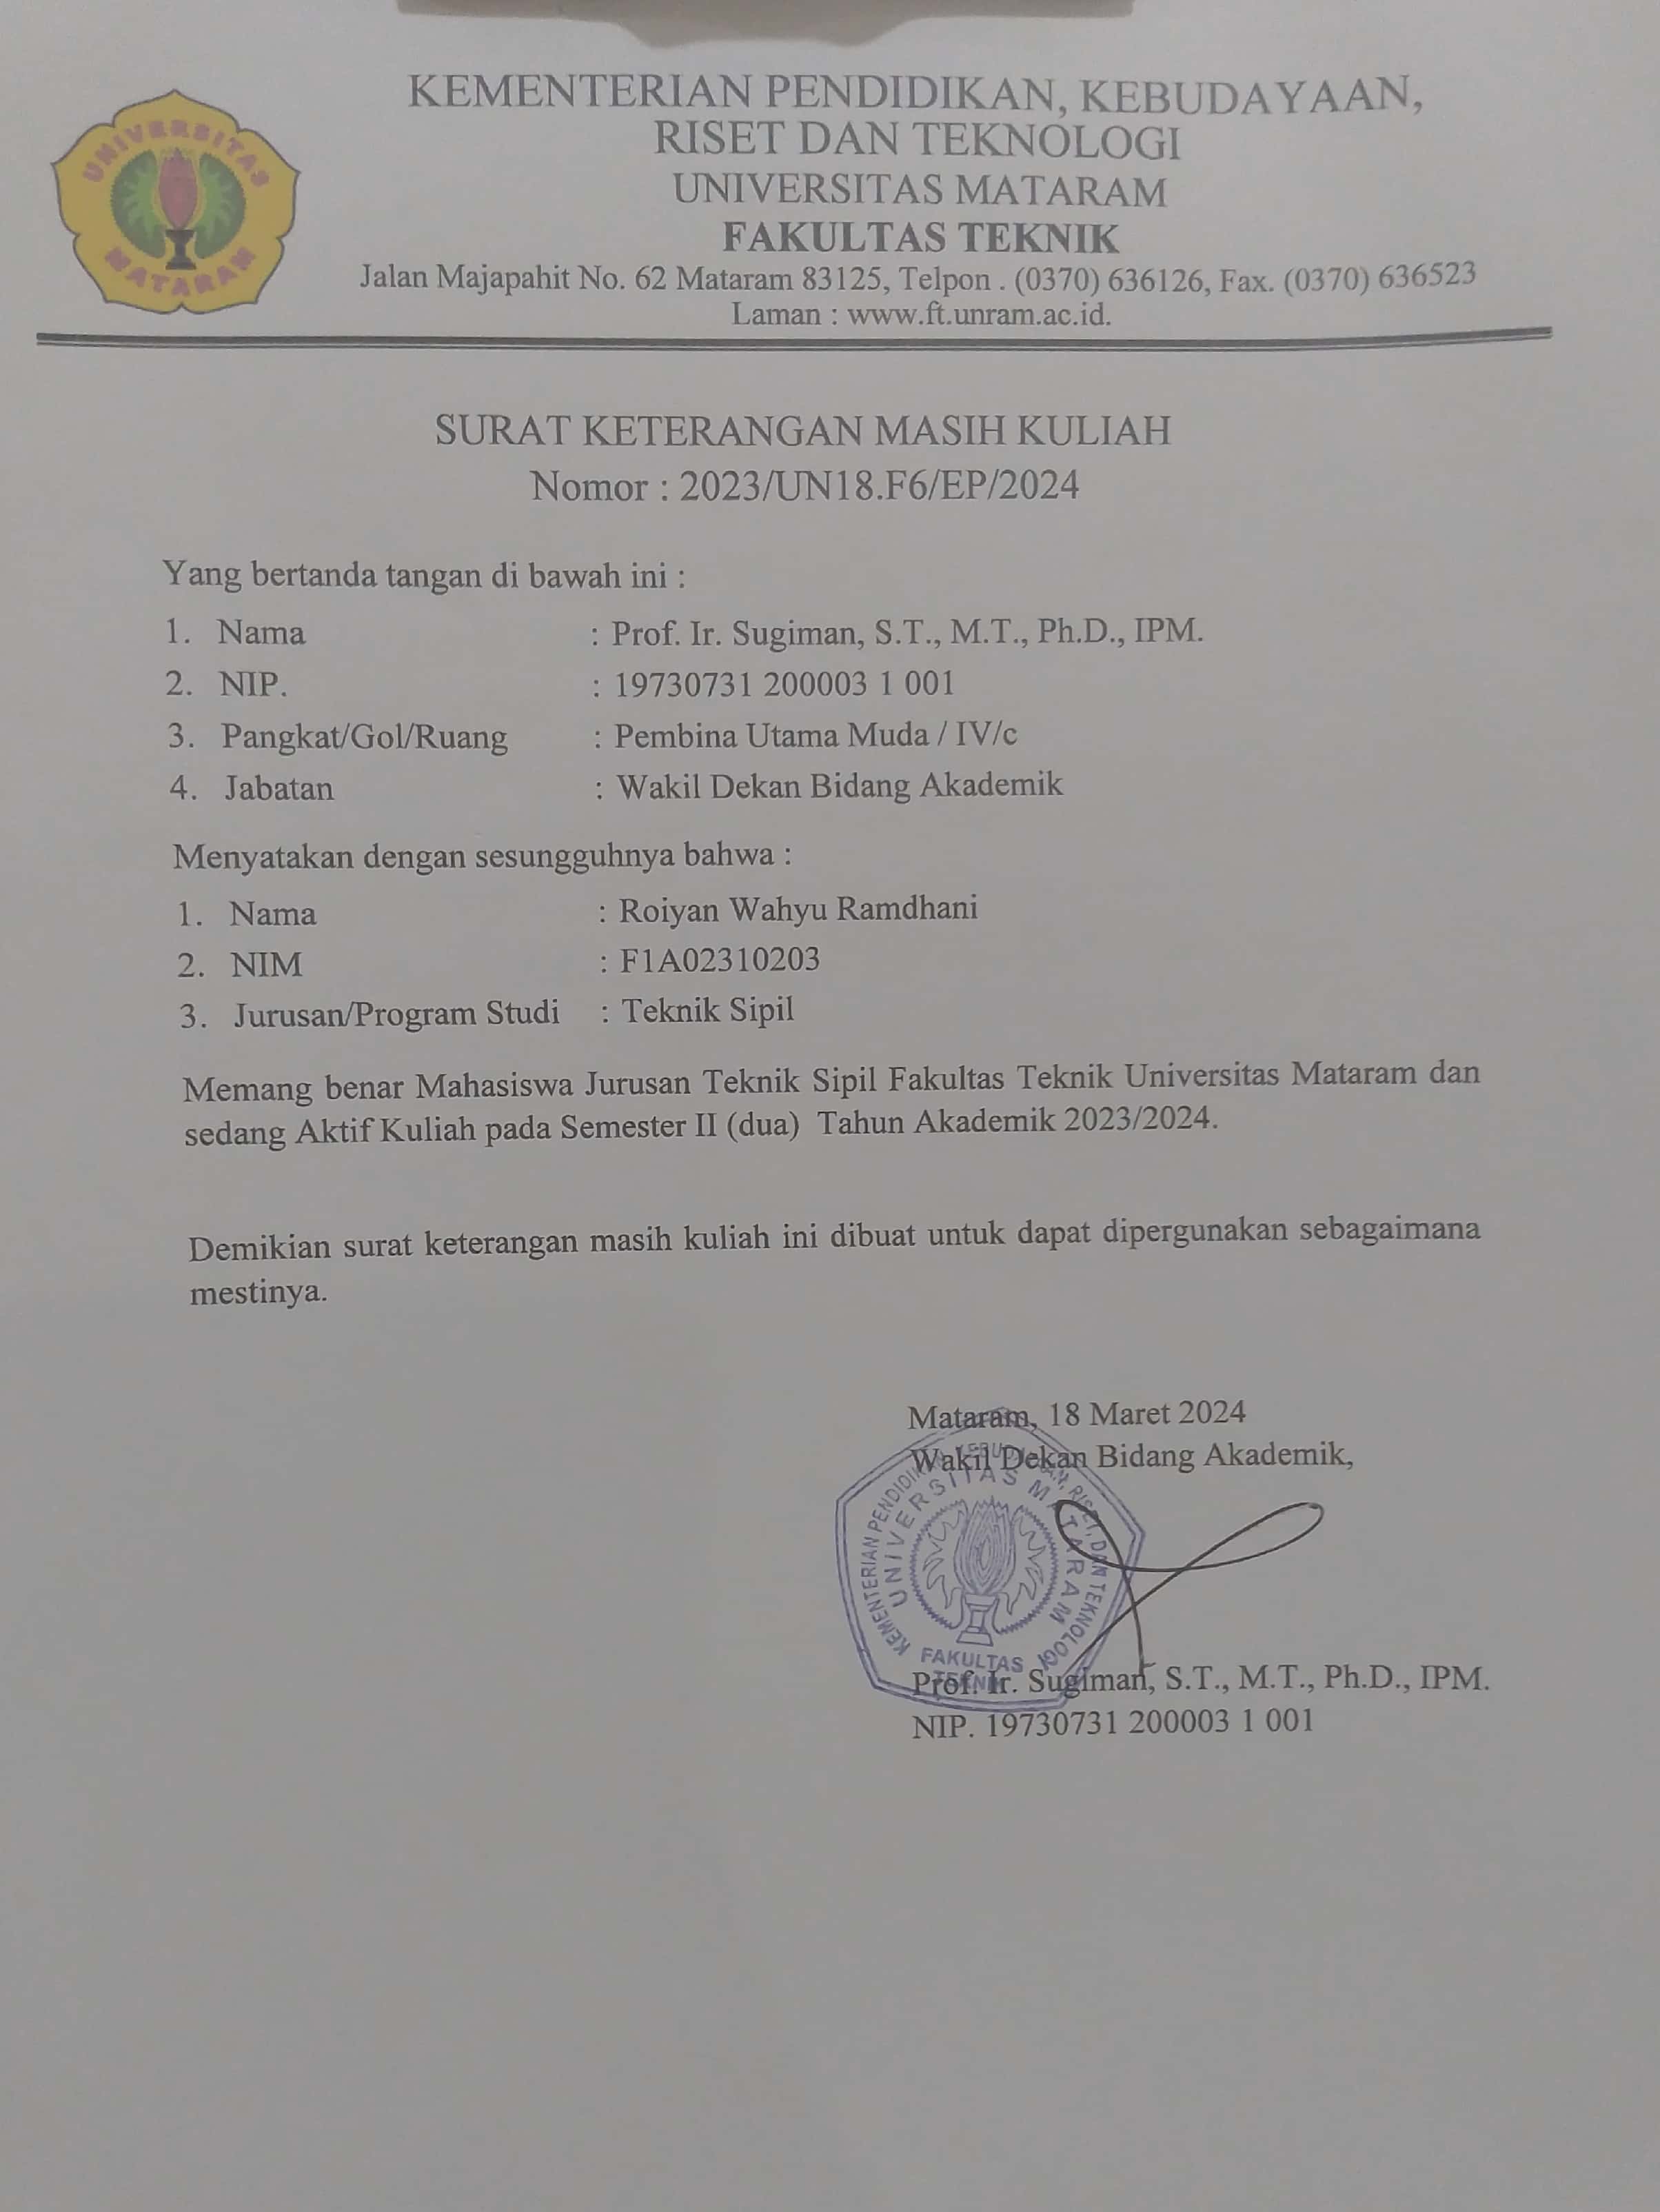 KEMENTERIAN PENDIDIKAN, KEBUDAYAAN,
RISET DAN TEKNOLOGI
UNIVERSITAS MATARAM
FAKULTAS TEKNIK
Jalan Majapahit No. 62 Mataram 83125, Telpon . (0370) 636126, Fax. (0370) 636523
Laman : www.ft.unram.ac.id.
UNIVERSITAS
MATARAM
SURAT KETERANGAN MASIH KULIAH
Nomor : 2023/UN18.F6/EP/2024
Yang bertanda tangan di bawah ini :
1. Nama : Prof. Ir. Sugiman, S.T., M.T., Ph.D., IPM.
2. NIP. : 19730731 200003 1 001
3. Pangkat/Gol/Ruang : Pembina Utama Muda / IV/c
4. Jabatan : Wakil Dekan Bidang Akademik
Menyatakan dengan sesungguhnya bahwa :
1. Nama : Roiyan Wahyu Ramdhani
2. NIM : F1A02310203
3. Jurusan/Program Studi : Teknik Sipil
Memang benar Mahasiswa Jurusan Teknik Sipil Fakultas Teknik Universitas Mataram dan
sedang Aktif Kuliah pada Semester II (dua) Tahun Akademik 2023/2024.
Demikian surat keterangan masih kuliah ini dibuat untuk dapat dipergunakan sebagaimana
mestinya.
Mataram, 18 Maret 2024
Wakil Dekan Bidang Akademik,
KEMENTERIAN PENDIDIKAN, KEBUDAYAAN, RISET, DAN TEKNOLOGI
UNIVERSITAS MATARAM
FAKULTAS
TEKNIK
Prof. Ir. Sugiman, S.T., M.T., Ph.D., IPM.
NIP. 19730731 200003 1 001